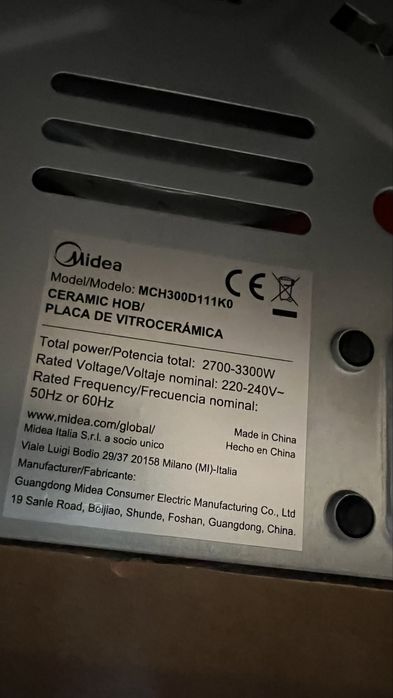 Midea
Model/Modelo: MCH300D111K0
CERAMIC HOB/
PLACA DE VITROCERÁMICA
CE
Total power/Potencia total: 2700-3300W
Rated Voltage/Voltaje nominal: 220-240V~
Rated Frequency/Frecuencia nominal:
50Hz or 60Hz
www.midea.com/global/
Made in China
Midea Italia S.r.l. a socio unico
Hecho en China
Viale Luigi Bodio 29/37 20158 Milano (MI)-Italia
Manufacturer/Fabricante:
Guangdong Midea Consumer Electric Manufacturing Co., Ltd
19 Sanle Road, Beijiao, Shunde, Foshan, Guangdong, China.